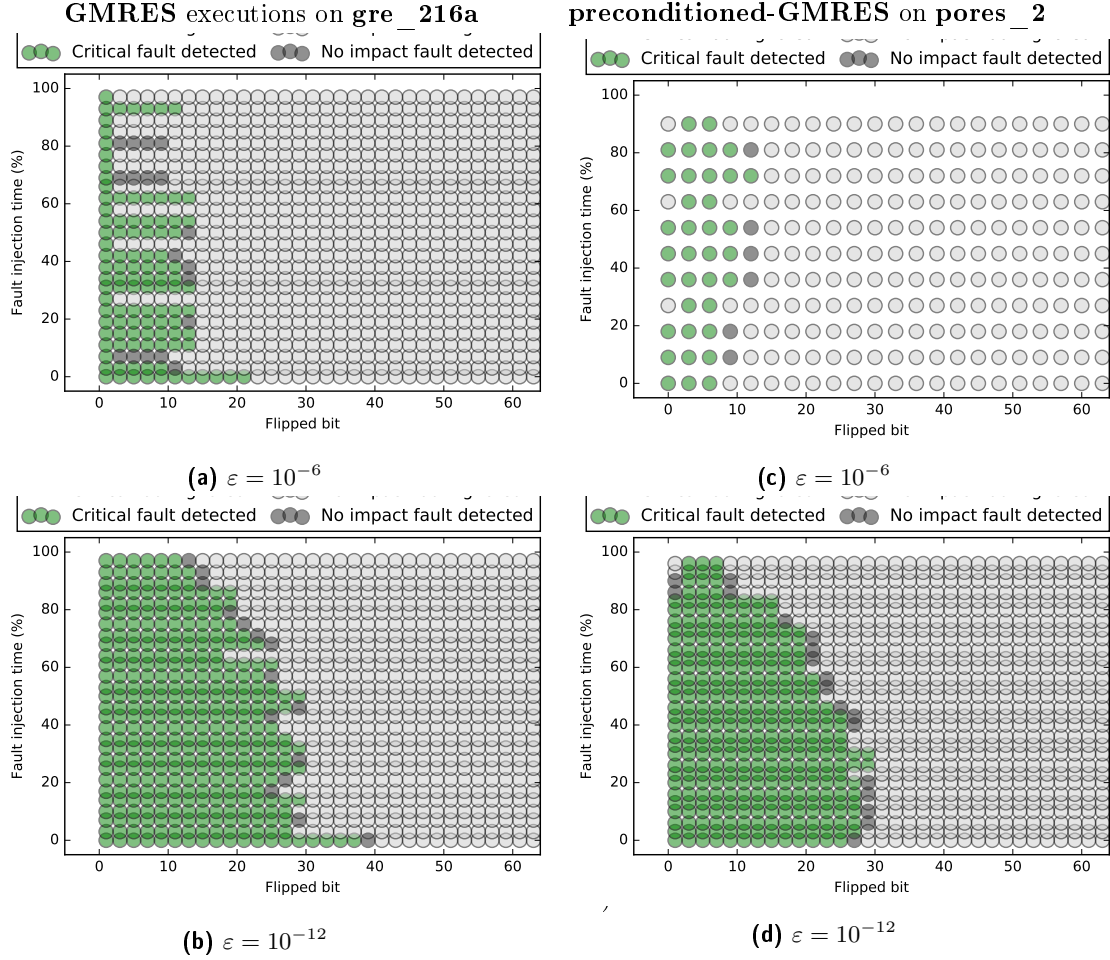 GMRES executions on gre_216a
Critical fault detected No impact fault detected
100
80
60
40
20
0
Fault injection time (%)
0 10 20 30 40 50 60
Flipped bit
(a) ε = 10−6
Critical fault detected No impact fault detected
100
80
60
40
20
0
Fault injection time (%)
0 10 20 30 40 50 60
Flipped bit
(b) ε = 10−12
preconditioned-GMRES on pores_2
Critical fault detected No impact fault detected
100
80
60
40
20
0
Fault injection time (%)
0 10 20 30 40 50 60
Flipped bit
(c) ε = 10−6
Critical fault detected No impact fault detected
100
80
60
40
20
0
Fault injection time (%)
0 10 20 30 40 50 60
Flipped bit
(d) ε = 10−12